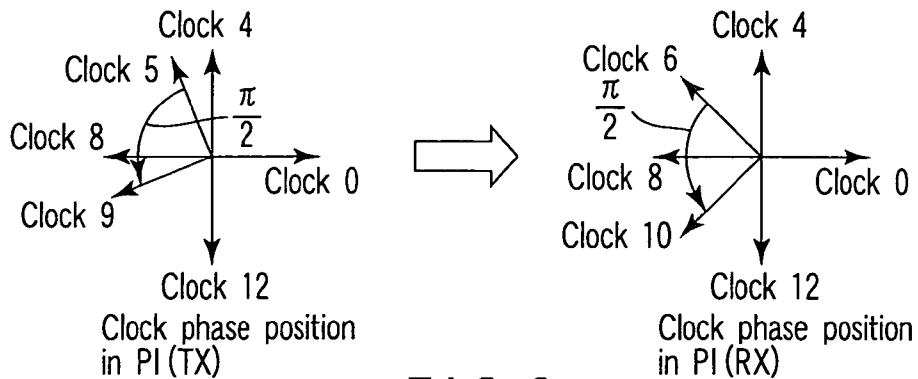 Clock 4
Clock 5
π/2
Clock 8
Clock 0
Clock 9
Clock 12
Clock phase position
in PI (TX)
Clock 4
Clock 6
π/2
Clock 8
Clock 0
Clock 10
Clock 12
Clock phase position
in PI (RX)